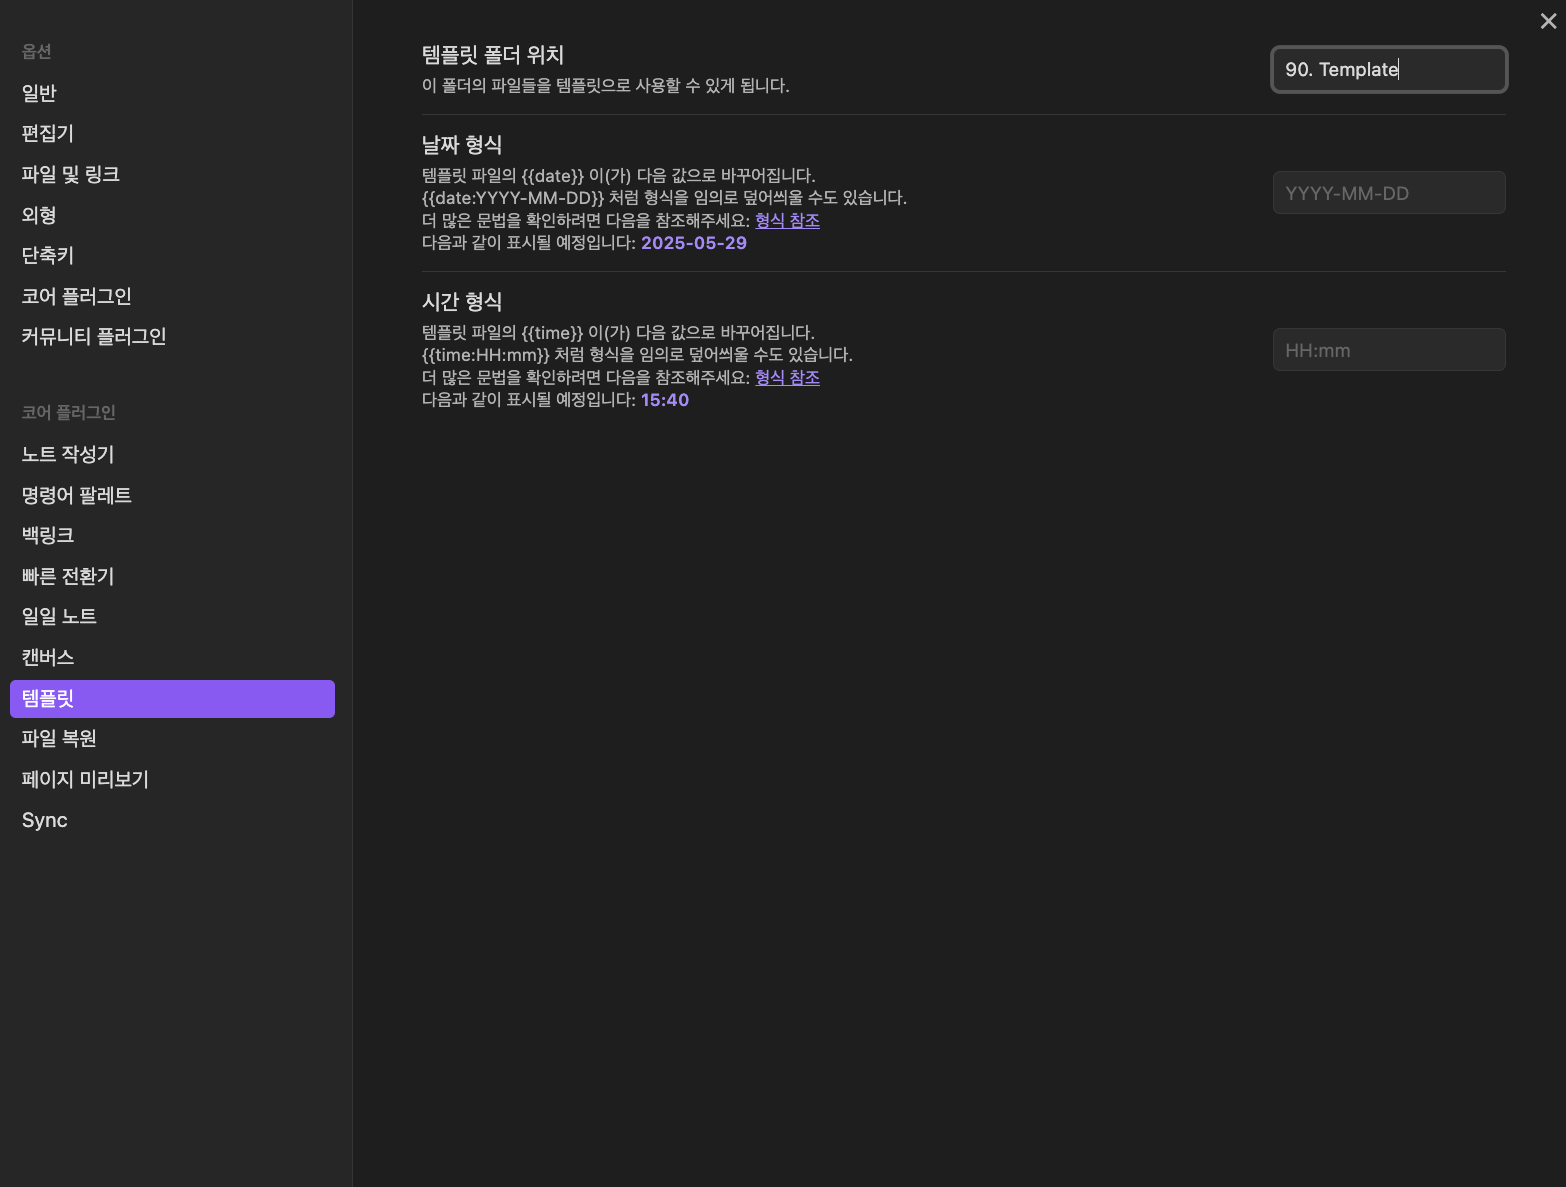 옵션
일반
편집기
파일 및 링크
외형
단축키
코어 플러그인
커뮤니티 플러그인
코어 플러그인
노트 작성기
명령어 팔레트
백링크
빠른 전환기
일일 노트
캔버스
템플릿
파일 복원
페이지 미리보기
Sync
템플릿 폴더 위치
이 폴더의 파일들을 템플릿으로 사용할 수 있게 됩니다.
90. Template
날짜 형식
템플릿 파일의 {{date}} 이(가) 다음 값으로 바꾸어집니다.
{{date:YYYY-MM-DD}} 처럼 형식을 임의로 덮어씌울 수도 있습니다.
더 많은 문법을 확인하려면 다음을 참조해주세요: 형식 참조
다음과 같이 표시될 예정입니다: 2025-05-29
YYYY-MM-DD
시간 형식
템플릿 파일의 {{time}} 이(가) 다음 값으로 바꾸어집니다.
{{time:HH:mm}} 처럼 형식을 임의로 덮어씌울 수도 있습니다.
더 많은 문법을 확인하려면 다음을 참조해주세요: 형식 참조
다음과 같이 표시될 예정입니다: 15:40
HH:mm